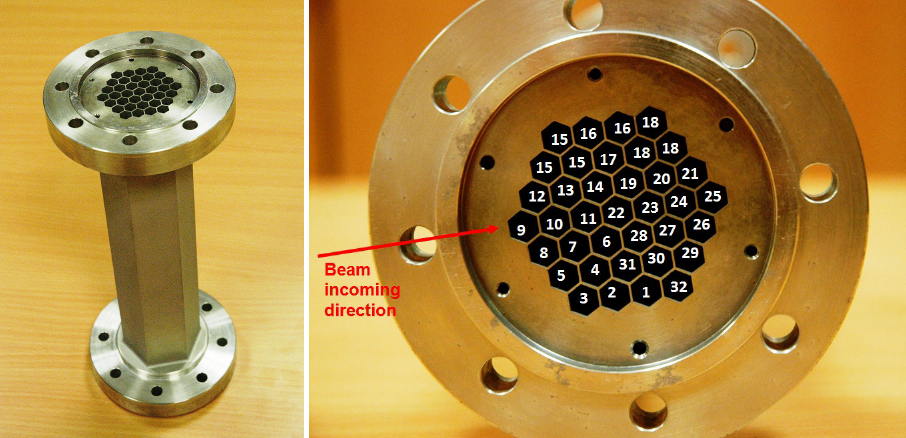 15 16 16 18
15 15 17 18 18
12 13 14 19 20 21
9 10 11 22 23 24 25
8 7 6 28 27 26
5 4 31 30 29
3 2 1 32
Beam
incoming
direction